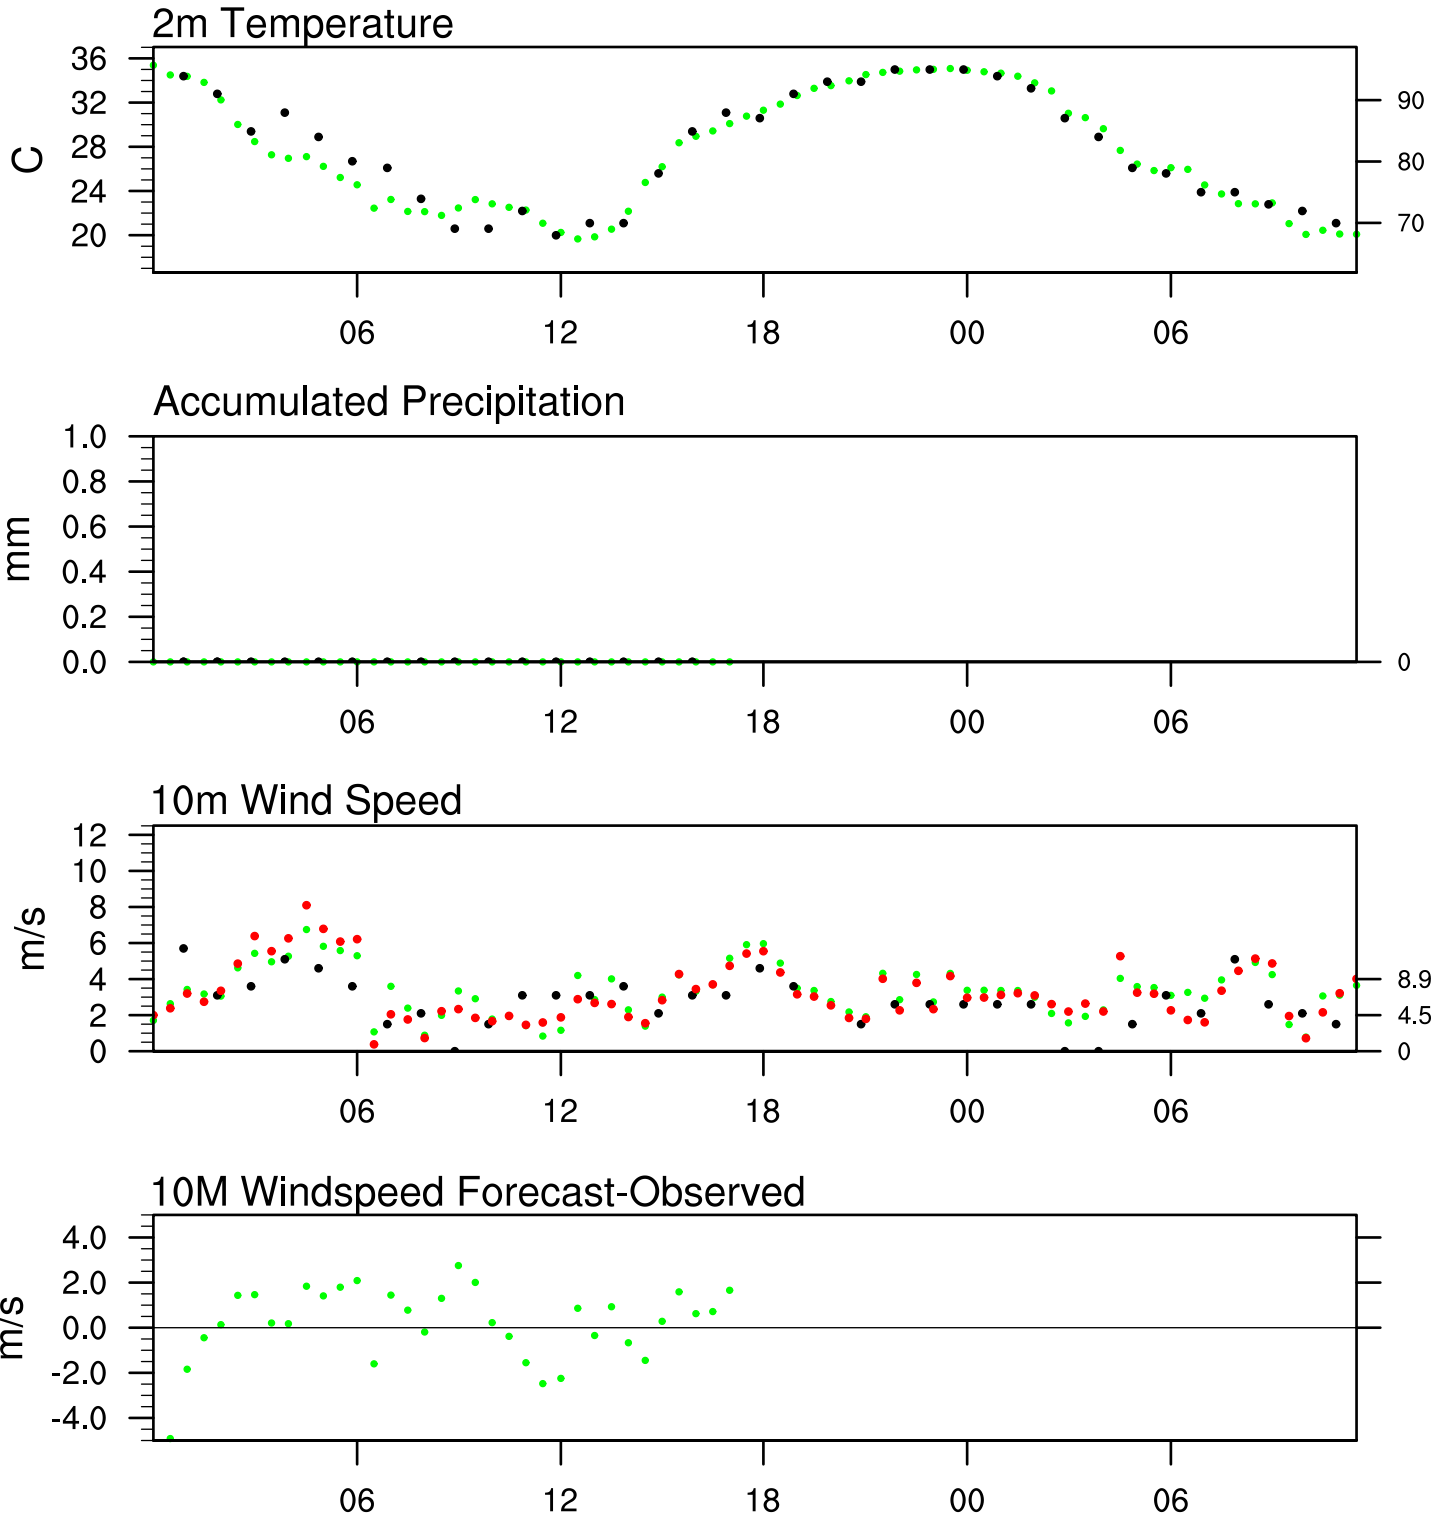 2m Temperature
36
32
28
24
20
C
90
80
70
06 12 18 00 06
Accumulated Precipitation
1.0
0.8
0.6
0.4
0.2
0.0
mm
0
06 12 18 00 06
10m Wind Speed
12
10
8
6
4
2
0
m/s
8.9
4.5
0
06 12 18 00 06
10M Windspeed Forecast-Observed
4.0
2.0
0.0
-2.0
-4.0
m/s
06 12 18 00 06